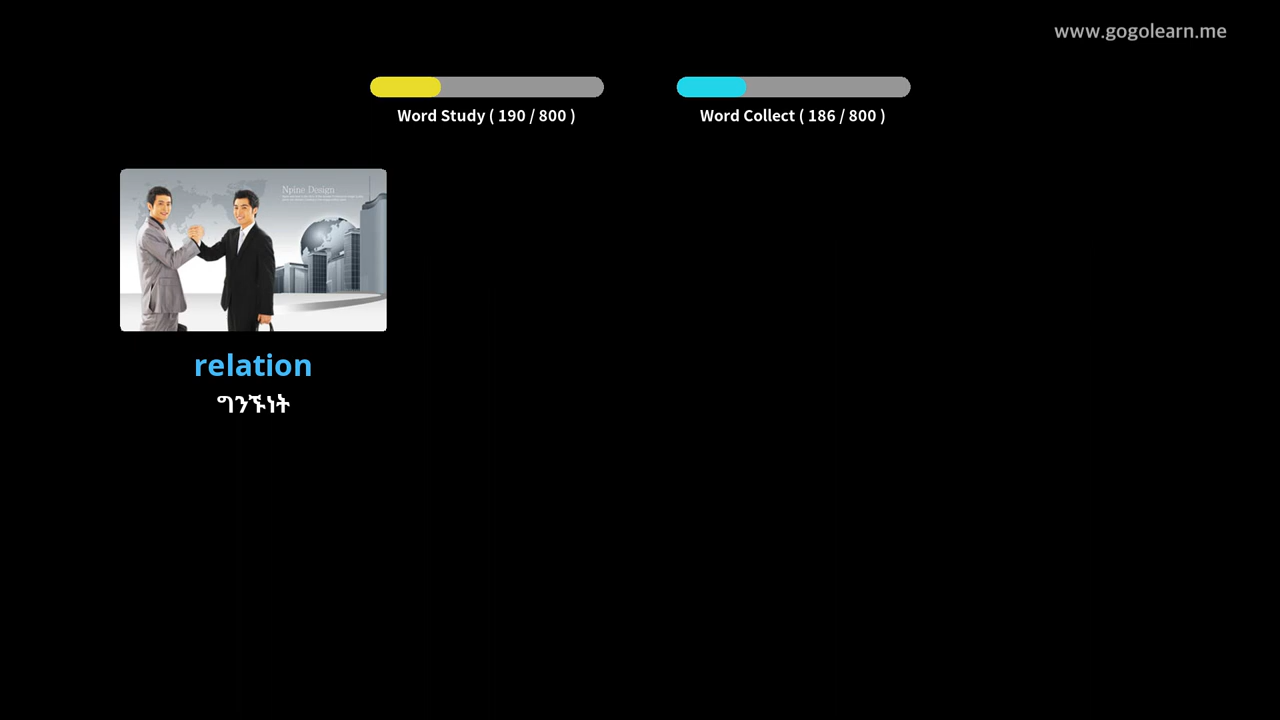 www.gogolearn.me
Word Study ( 190 / 800 )
Word Collect ( 186 / 800 )
Npine Design
relation
ግንኙነት